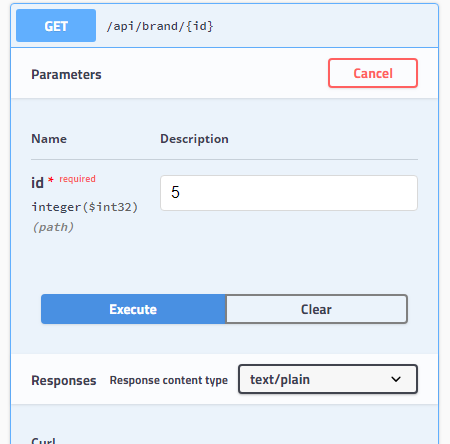 GET /api/brand/{id}
Parameters Cancel
Name Description
id * required 5
integer($int32)
(path)
Execute Clear
Responses Response content type text/plain
Curl